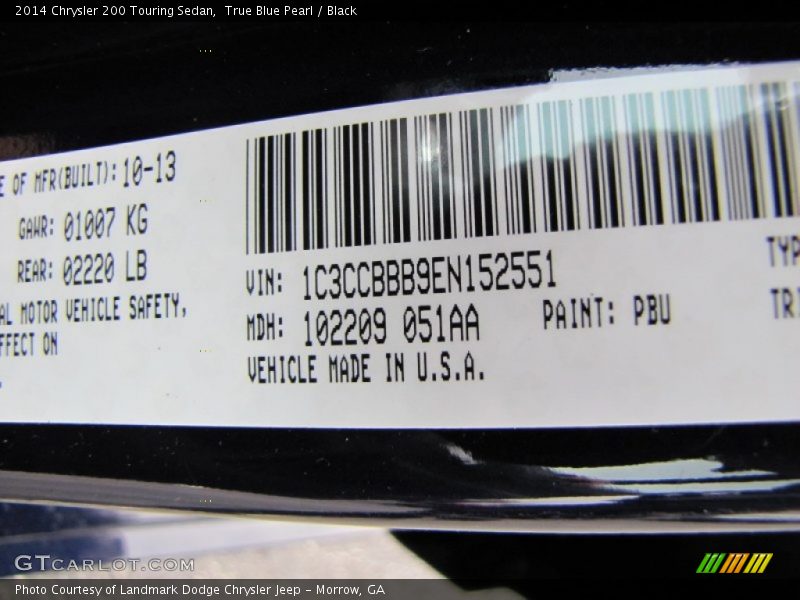 2014 Chrysler 200 Touring Sedan,  True Blue Pearl / Black
E OF MFR(BUILT): 10-13
GAWR: 01007 KG
REAR: 02220 LB
AL MOTOR VEHICLE SAFETY,
FFECT ON
VIN: 1C3CCBBB9EN152551
MDH: 102209 051AA
PAINT: PBU
VEHICLE MADE IN U.S.A.
TYP
TRI
GTCARLOT.COM
Photo Courtesy of Landmark Dodge Chrysler Jeep - Morrow, GA